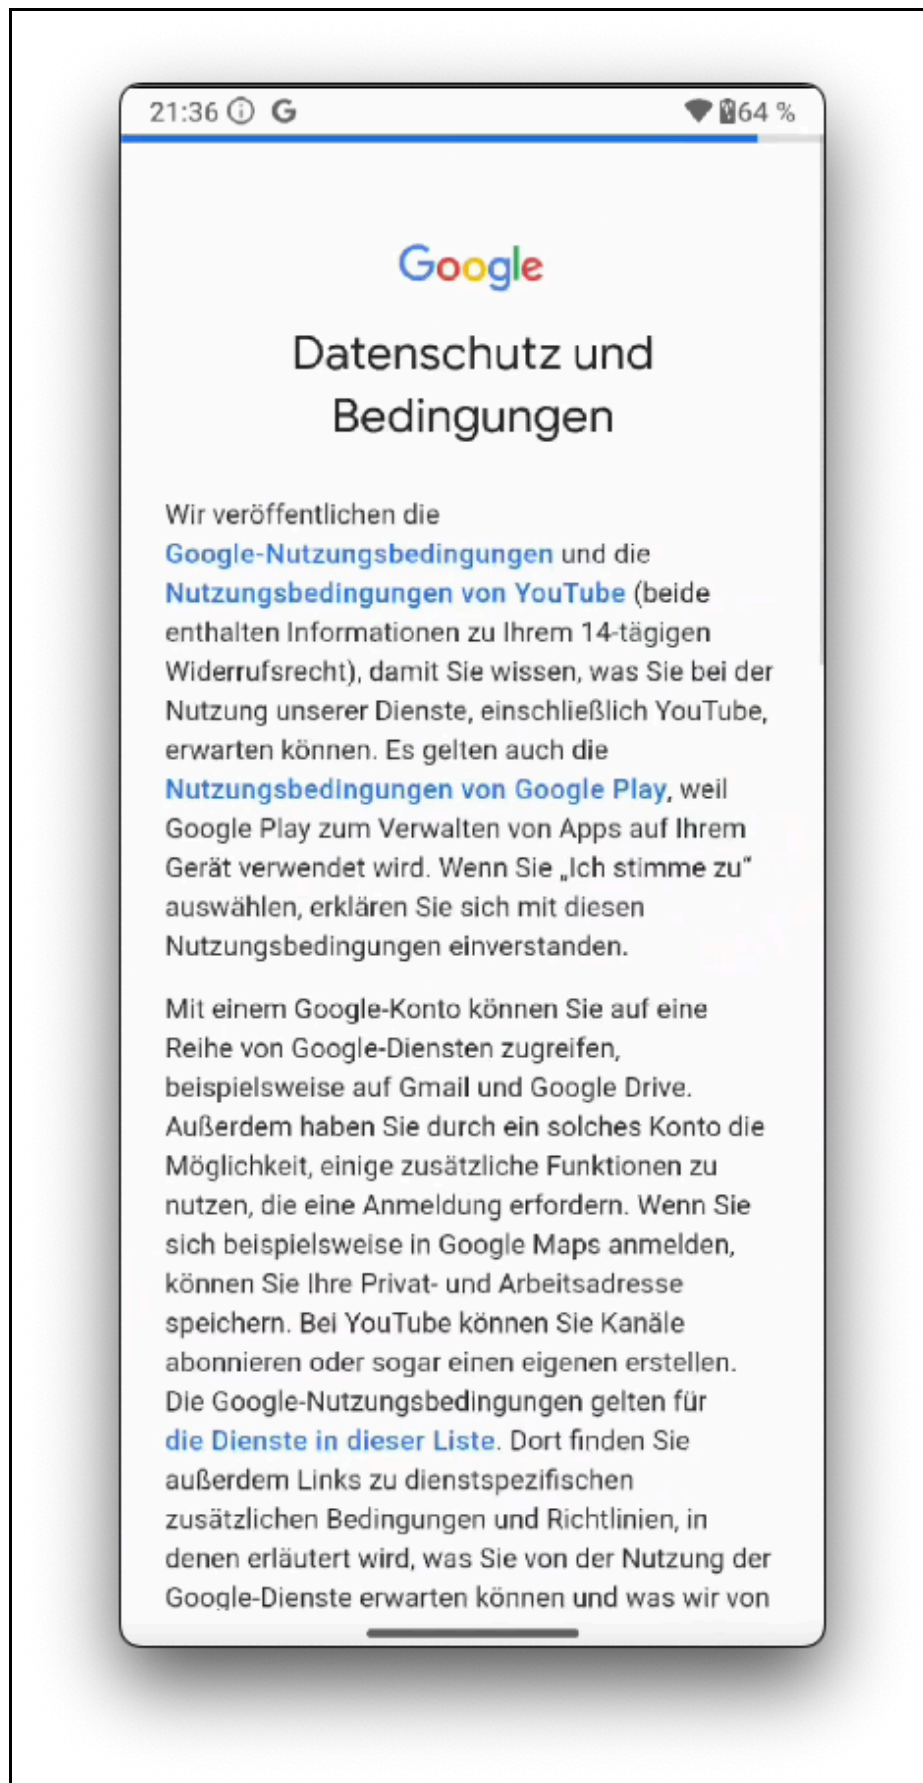 21:36 G 64 %
Google
Datenschutz und
Bedingungen
Wir veröffentlichen die
Google-Nutzungsbedingungen und die
Nutzungsbedingungen von YouTube (beide
enthalten Informationen zu Ihrem 14-tägigen
Widerrufsrecht), damit Sie wissen, was Sie bei der
Nutzung unserer Dienste, einschließlich YouTube,
erwarten können. Es gelten auch die
Nutzungsbedingungen von Google Play, weil
Google Play zum Verwalten von Apps auf Ihrem
Gerät verwendet wird. Wenn Sie „Ich stimme zu“
auswählen, erklären Sie sich mit diesen
Nutzungsbedingungen einverstanden.
Mit einem Google-Konto können Sie auf eine
Reihe von Google-Diensten zugreifen,
beispielsweise auf Gmail und Google Drive.
Außerdem haben Sie durch ein solches Konto die
Möglichkeit, einige zusätzliche Funktionen zu
nutzen, die eine Anmeldung erfordern. Wenn Sie
sich beispielsweise in Google Maps anmelden,
können Sie Ihre Privat- und Arbeitsadresse
speichern. Bei YouTube können Sie Kanäle
abonnieren oder sogar einen eigenen erstellen.
Die Google-Nutzungsbedingungen gelten für
die Dienste in dieser Liste. Dort finden Sie
außerdem Links zu dienstspezifischen
zusätzlichen Bedingungen und Richtlinien, in
denen erläutert wird, was Sie von der Nutzung der
Google-Dienste erwarten können und was wir von